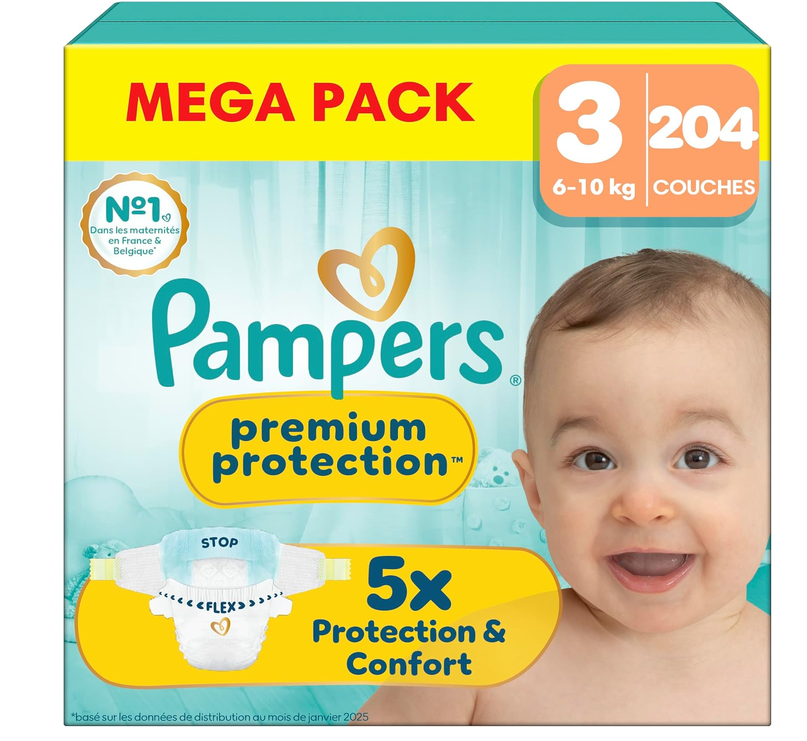 MEGA PACK
3
6-10 kg
204
COUCHES
Nº1
Dans les maternités
en France &
Belgique*
Pampers®
premium
protection™
STOP
FLEX
5x
Protection &
Confort
*basé sur les données de distribution au mois de janvier 2025